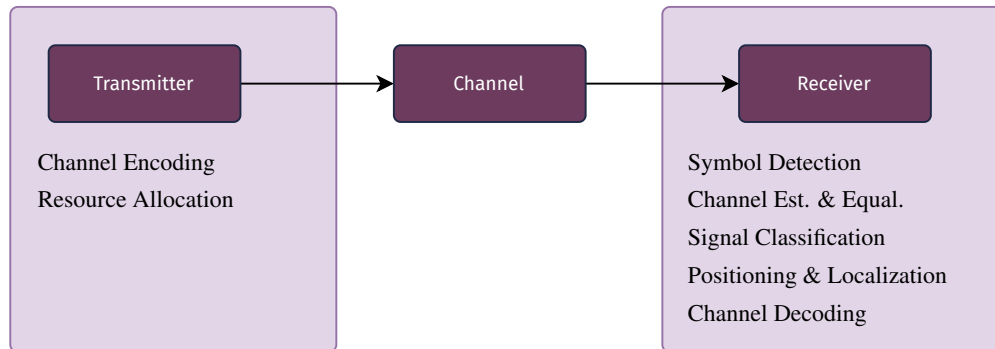 Transmitter
Channel
Receiver
Channel Encoding
Resource Allocation
Symbol Detection
Channel Est. & Equal.
Signal Classification
Positioning & Localization
Channel Decoding